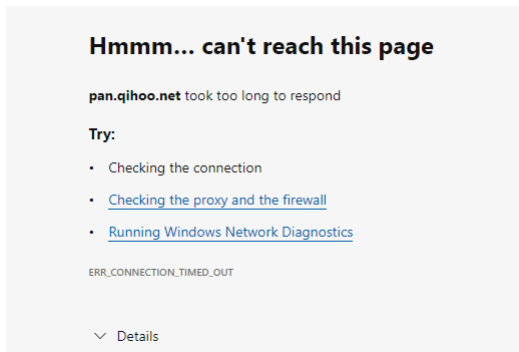 Hmmm... can't reach this page
pan.qihoo.net took too long to respond
Try:
• Checking the connection
• Checking the proxy and the firewall
• Running Windows Network Diagnostics
ERR_CONNECTION_TIMED_OUT
Details